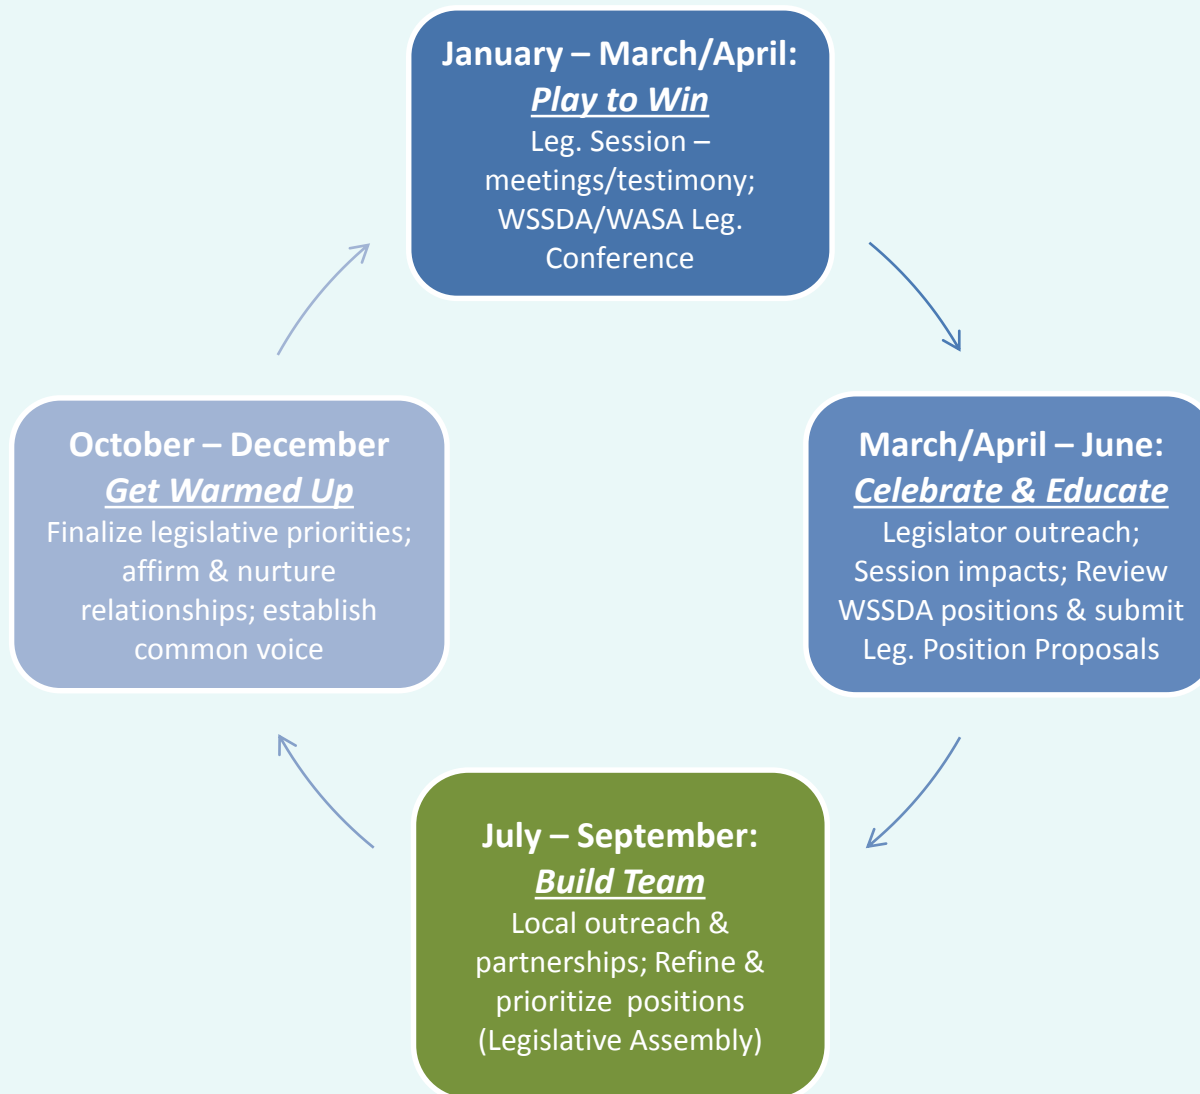 January – March/April:
Play to Win
Leg. Session –
meetings/testimony;
WSSDA/WASA Leg.
Conference
March/April – June:
Celebrate & Educate
Legislator outreach;
Session impacts; Review
WSSDA positions & submit
Leg. Position Proposals
July – September:
Build Team
Local outreach &
partnerships; Refine &
prioritize positions
(Legislative Assembly)
October – December
Get Warmed Up
Finalize legislative priorities;
affirm & nurture
relationships; establish
common voice